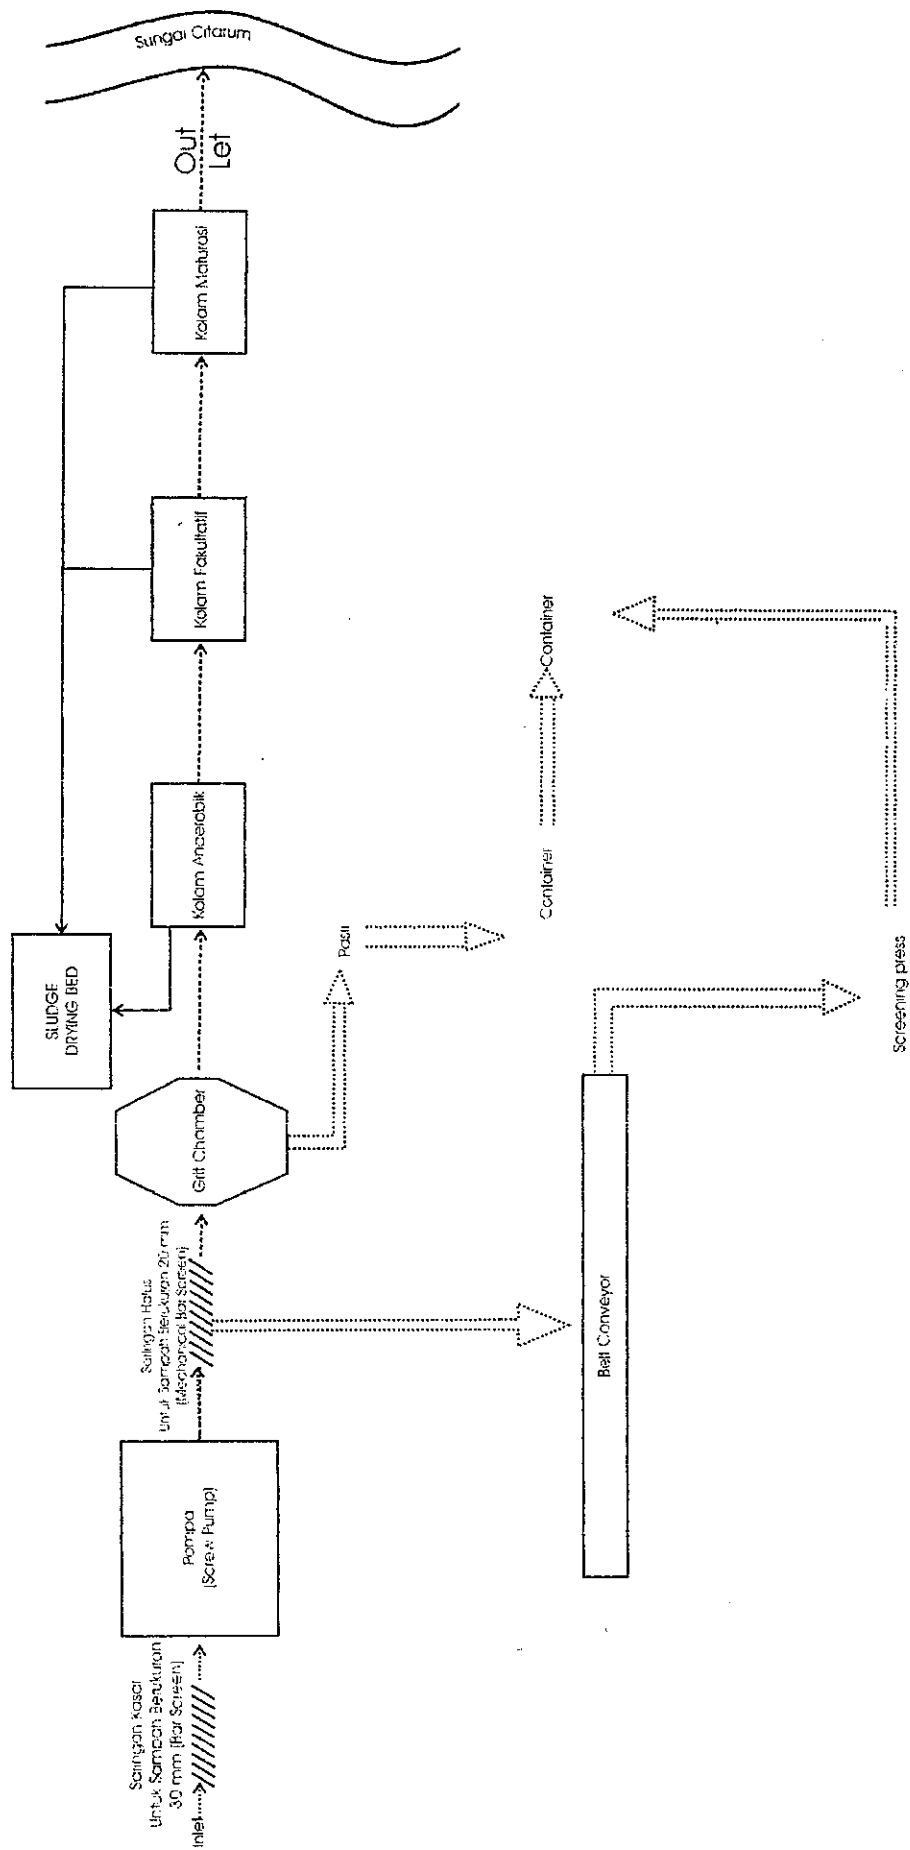 Inlet
Saringan Kasar
Untuk Sampah Berukuran
30 mm (Bar Screen)
Pompa
(Screw Pump)
Saringan Halus
Untuk Sampah Berukuran 20 mm
(Mechanical Bar Screen)
Grit Chamber
SLUDGE
DRYING BED
Kolam Anaerobik
Kolam Fakultatif
Kolam Maturasi
Out
Let
Sungai Citarum
Pasir
Container
Container
Belt Conveyor
Screening press